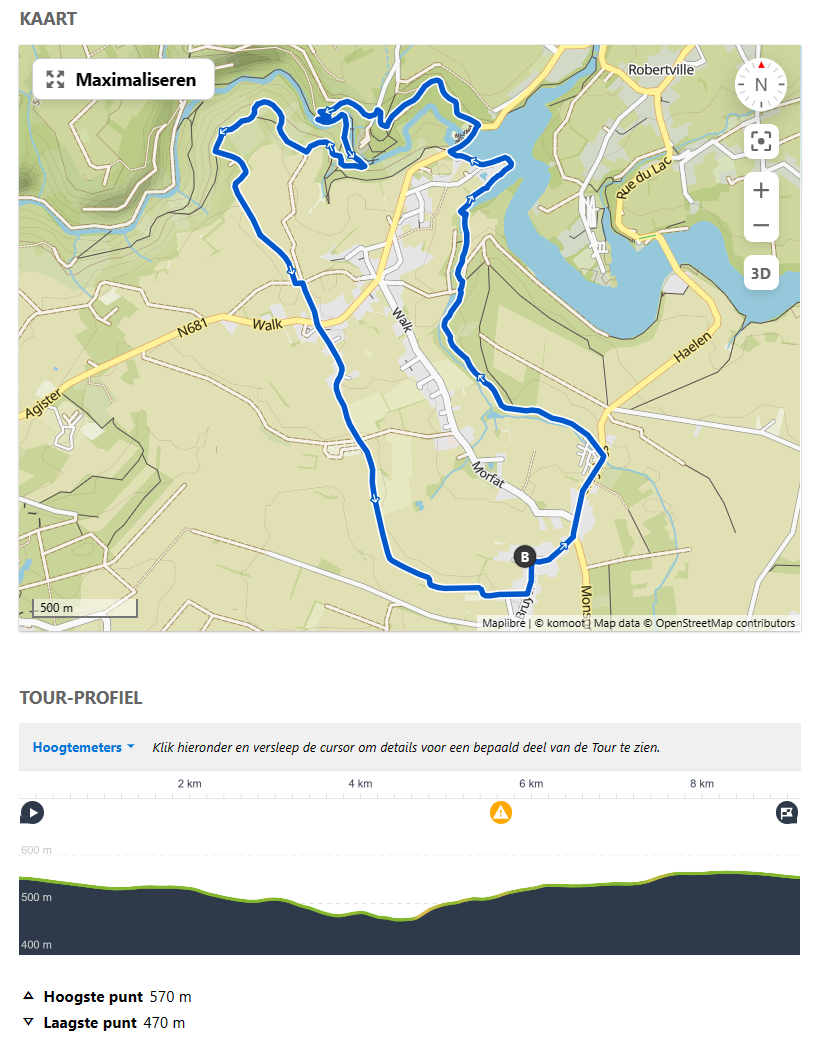 KAART
Maximaliseren
Robertville
N
Rue du Lac
3D
Walk
N681
Walk
Haelen
Agister
Morfat
B
500 m
Maplibre | © komoot | Map data © OpenStreetMap contributors
TOUR-PROFIEL
Hoogtemeters Klik hieronder en versleep de cursor om details voor een bepaald deel van de Tour te zien.
2 km 4 km 6 km 8 km
600 m
500 m
400 m
Hoogste punt 570 m
Laagste punt 470 m